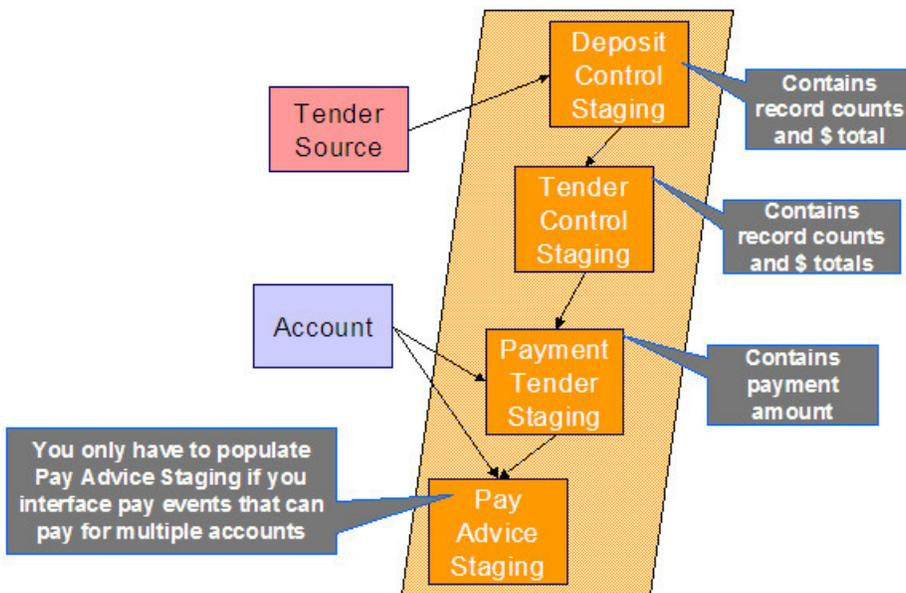 Deposit
Control
Staging
Contains
record counts
and $ total
Tender
Source
Tender
Control
Staging
Contains
record counts
and $ totals
Account
Payment
Tender
Staging
Contains
payment
amount
You only have to populate
Pay Advice Staging if you
interface pay events that can
pay for multiple accounts
Pay
Advice
Staging